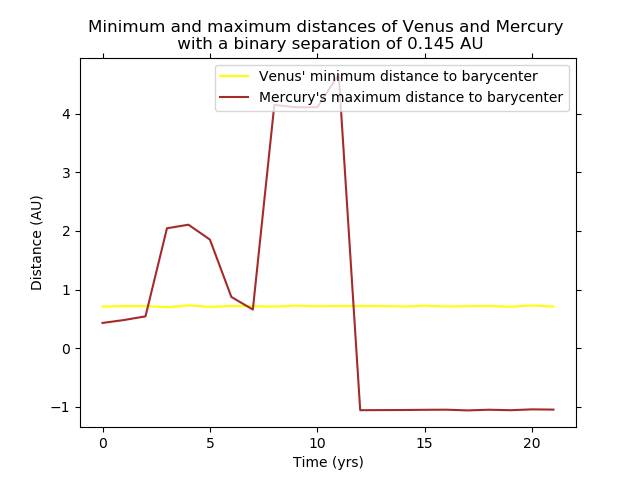 Minimum and maximum distances of Venus and Mercury
with a binary separation of 0.145 AU
Venus' minimum distance to barycenter
Mercury's maximum distance to barycenter
Distance (AU)
4
3
2
1
0
−1
0 5 10 15 20
Time (yrs)